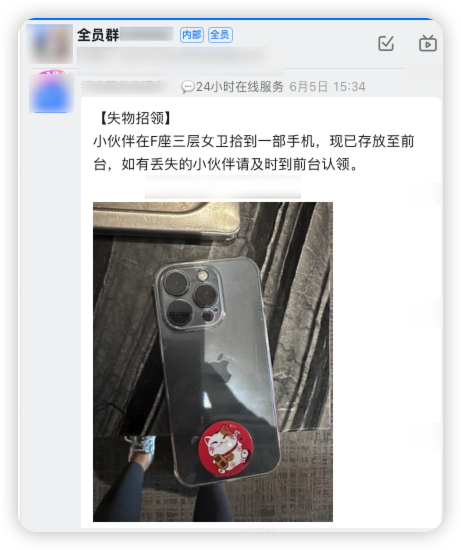 全员群
内部
全员
24小时在线服务 6月5日 15:34
【失物招领】
小伙伴在F座三层女卫拾到一部手机，现已存放至前
台，如有丢失的小伙伴请及时到前台认领。